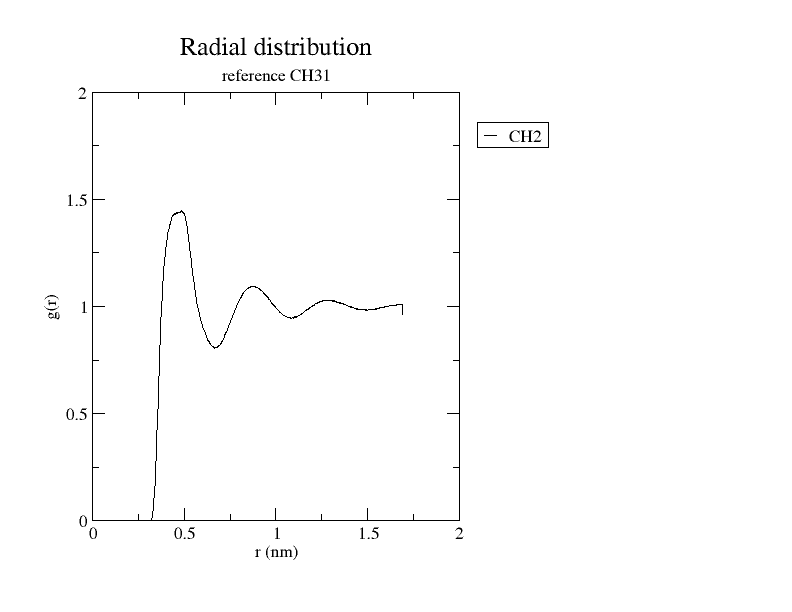 Radial distribution
reference CH31
2
1.5
1
0.5
0
g(r)
CH2
0 0.5 1 1.5 2
r (nm)